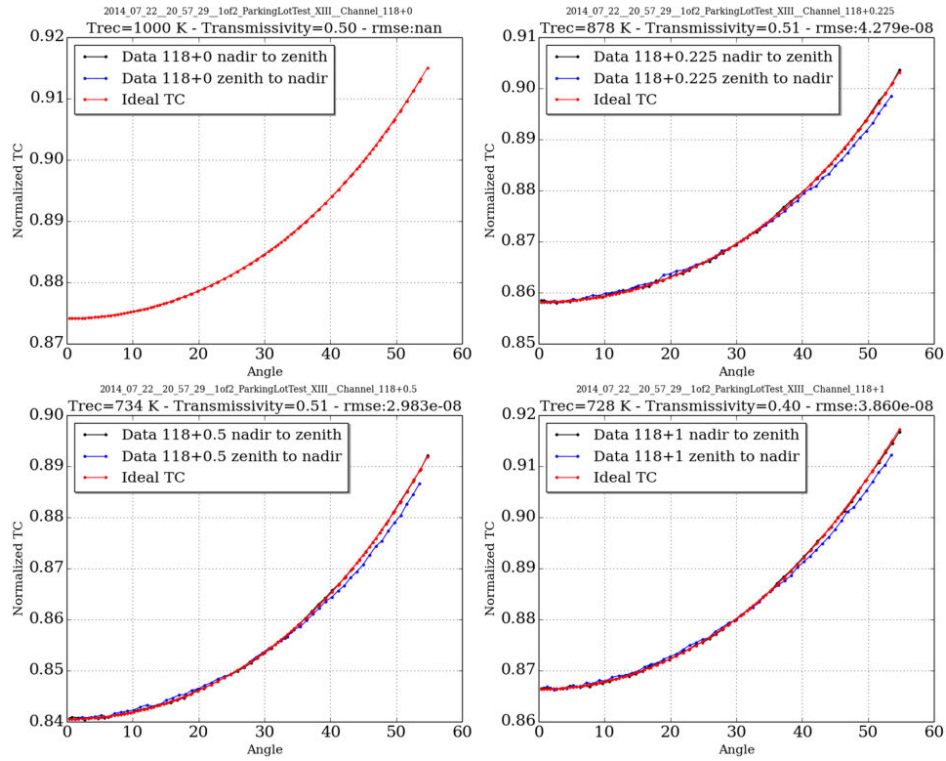 2014_07_22__20_57_29__1of2_ParkingLotTest_XIII__Channel_118+0
Trec=1000 K - Transmissivity=0.50 - rmse:nan
0.92
0.91
0.90
0.89
0.88
0.87
Normalized TC
Data 118+0 nadir to zenith
Data 118+0 zenith to nadir
Ideal TC
0
10
20
30
40
50
60
Angle
2014_07_22__20_57_29__1of2_ParkingLotTest_XIII__Channel_118+0.225
Trec=878 K - Transmissivity=0.51 - rmse:4.279e-08
0.91
0.90
0.89
0.88
0.87
0.86
0.85
Normalized TC
Data 118+0.225 nadir to zenith
Data 118+0.225 zenith to nadir
Ideal TC
0
10
20
30
40
50
60
Angle
2014_07_22__20_57_29__1of2_ParkingLotTest_XIII__Channel_118+0.5
Trec=734 K - Transmissivity=0.51 - rmse:2.983e-08
0.90
0.89
0.88
0.87
0.86
0.85
0.84
Normalized TC
Data 118+0.5 nadir to zenith
Data 118+0.5 zenith to nadir
Ideal TC
0
10
20
30
40
50
60
Angle
2014_07_22__20_57_29__1of2_ParkingLotTest_XIII__Channel_118+1
Trec=728 K - Transmissivity=0.40 - rmse:3.860e-08
0.92
0.91
0.90
0.89
0.88
0.87
0.86
Normalized TC
Data 118+1 nadir to zenith
Data 118+1 zenith to nadir
Ideal TC
0
10
20
30
40
50
60
Angle